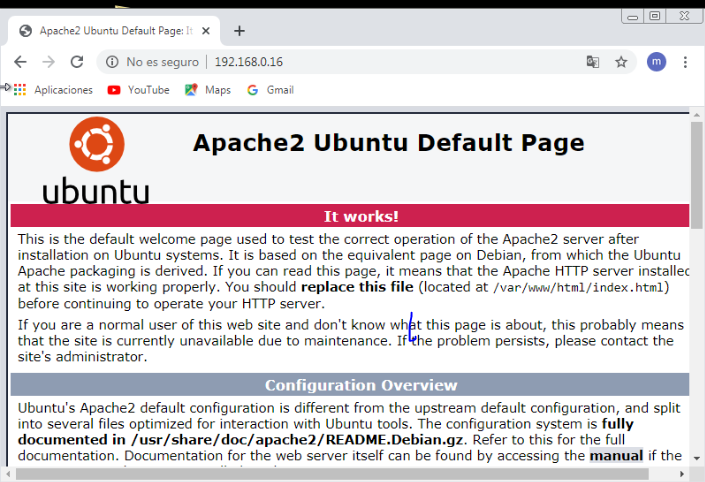 Apache2 Ubuntu Default Page: It
No es seguro | 192.168.0.16
m
Aplicaciones YouTube Maps Gmail
ubuntu
Apache2 Ubuntu Default Page
It works!
This is the default welcome page used to test the correct operation of the Apache2 server after
installation on Ubuntu systems. It is based on the equivalent page on Debian, from which the Ubuntu
Apache packaging is derived. If you can read this page, it means that the Apache HTTP server installed
at this site is working properly. You should replace this file (located at /var/www/html/index.html)
before continuing to operate your HTTP server.
If you are a normal user of this web site and don't know what this page is about, this probably means
that the site is currently unavailable due to maintenance. If the problem persists, please contact the
site's administrator.
Configuration Overview
Ubuntu's Apache2 default configuration is different from the upstream default configuration, and split
into several files optimized for interaction with Ubuntu tools. The configuration system is fully
documented in /usr/share/doc/apache2/README.Debian.gz. Refer to this for the full
documentation. Documentation for the web server itself can be found by accessing the manual if the